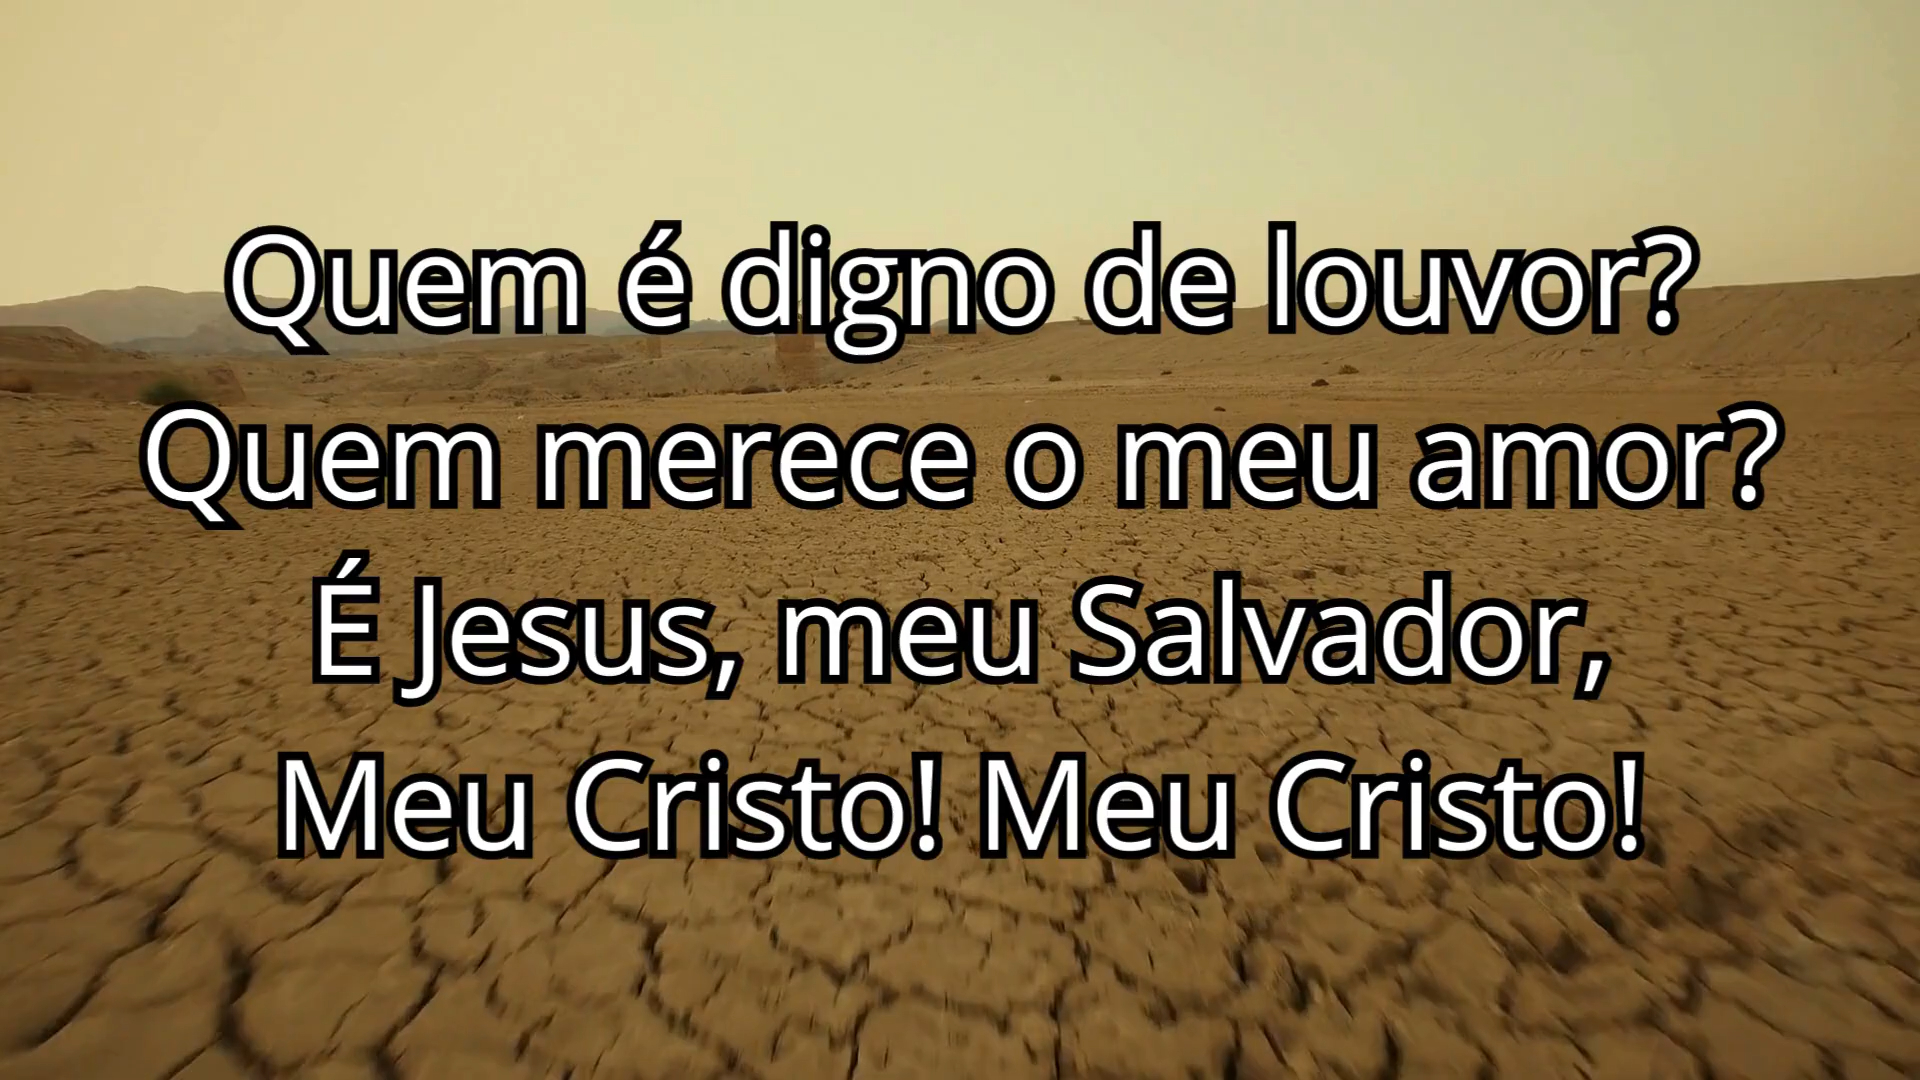 Quem é digno de louvor?
Quem merece o meu amor?
É Jesus, meu Salvador,
Meu Cristo! Meu Cristo!